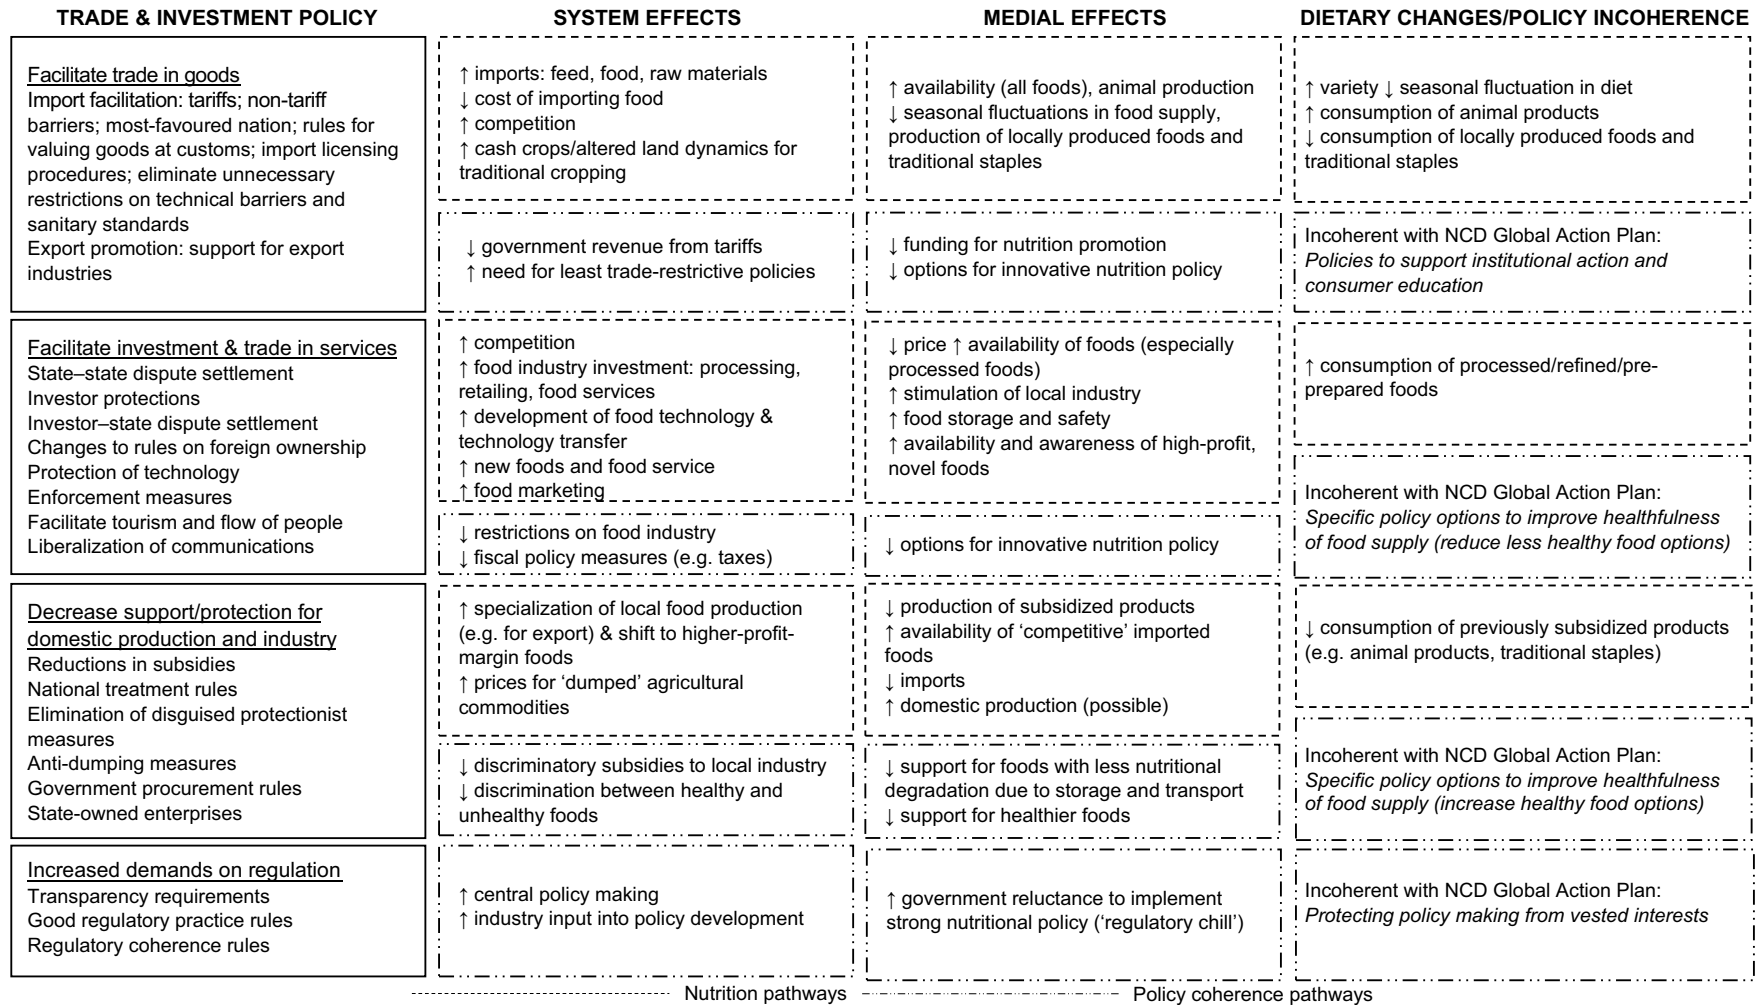 TRADE & INVESTMENT POLICY
SYSTEM EFFECTS
MEDIAL EFFECTS
DIETARY CHANGES/POLICY INCOHERENCE
Facilitate trade in goods
Import facilitation: tariffs; non-tariff
barriers; most-favoured nation; rules for
valuing goods at customs; import licensing
procedures; eliminate unnecessary
restrictions on technical barriers and
sanitary standards
Export promotion: support for export
industries
↑ imports: feed, food, raw materials
↓ cost of importing food
↑ competition
↑ cash crops/altered land dynamics for
traditional cropping
↑ availability (all foods), animal production
↓ seasonal fluctuations in food supply,
production of locally produced foods and
traditional staples
↑ variety ↓ seasonal fluctuation in diet
↑ consumption of animal products
↓ consumption of locally produced foods and
traditional staples
↓ government revenue from tariffs
↑ need for least trade-restrictive policies
↓ funding for nutrition promotion
↓ options for innovative nutrition policy
Incoherent with NCD Global Action Plan:
Policies to support institutional action and
consumer education
Facilitate investment & trade in services
State–state dispute settlement
Investor protections
Investor–state dispute settlement
Changes to rules on foreign ownership
Protection of technology
Enforcement measures
Facilitate tourism and flow of people
Liberalization of communications
↑ competition
↑ food industry investment: processing,
retailing, food services
↑ development of food technology &
technology transfer
↑ new foods and food service
↑ food marketing
↓ price ↑ availability of foods (especially
processed foods)
↑ stimulation of local industry
↑ food storage and safety
↑ availability and awareness of high-profit,
novel foods
↑ consumption of processed/refined/pre-
prepared foods
↓ restrictions on food industry
↓ fiscal policy measures (e.g. taxes)
↓ options for innovative nutrition policy
Incoherent with NCD Global Action Plan:
Specific policy options to improve healthfulness
of food supply (reduce less healthy food options)
Decrease support/protection for
domestic production and industry
Reductions in subsidies
National treatment rules
Elimination of disguised protectionist
measures
Anti-dumping measures
Government procurement rules
State-owned enterprises
↑ specialization of local food production
(e.g. for export) & shift to higher-profit-
margin foods
↑ prices for ‘dumped’ agricultural
commodities
↓ production of subsidized products
↑ availability of ‘competitive’ imported
foods
↓ imports
↑ domestic production (possible)
↓ consumption of previously subsidized products
(e.g. animal products, traditional staples)
↓ discriminatory subsidies to local industry
↓ discrimination between healthy and
unhealthy foods
↓ support for foods with less nutritional
degradation due to storage and transport
↓ support for healthier foods
Incoherent with NCD Global Action Plan:
Specific policy options to improve healthfulness
of food supply (increase healthy food options)
Increased demands on regulation
Transparency requirements
Good regulatory practice rules
Regulatory coherence rules
↑ central policy making
↑ industry input into policy development
↑ government reluctance to implement
strong nutritional policy (‘regulatory chill’)
Incoherent with NCD Global Action Plan:
Protecting policy making from vested interests
Nutrition pathways
Policy coherence pathways